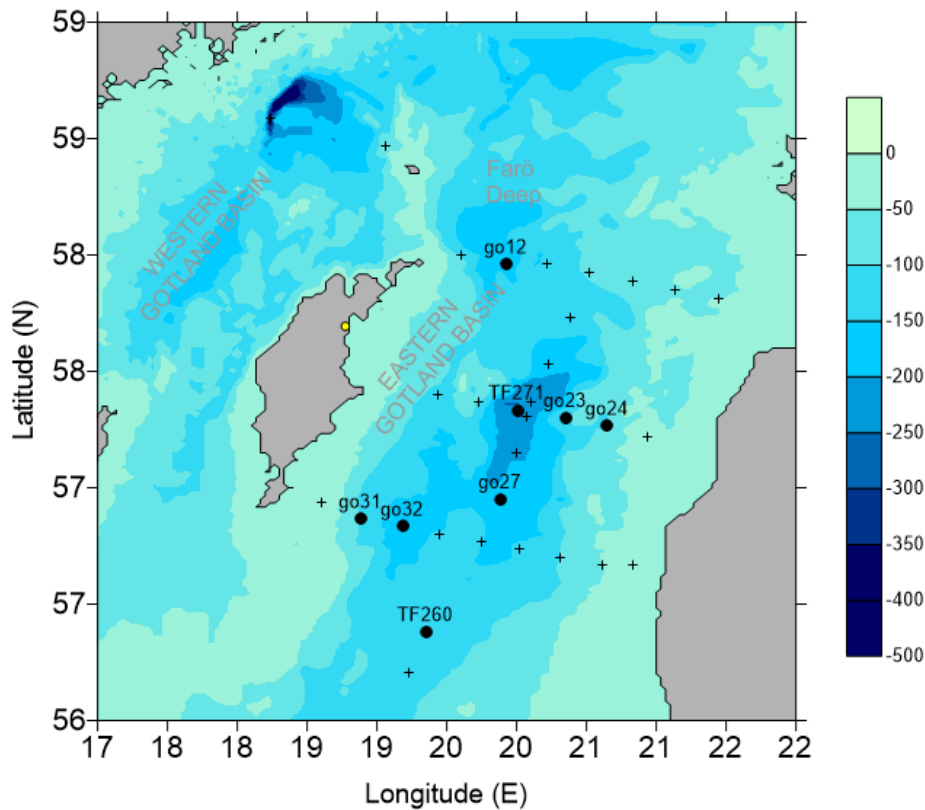 59
59
58
58
57
57
56
Latitude (N)
17
18
18
19
19
20
20
21
21
22
22
Longitude (E)
WESTERN
GOTLAND BASIN
EASTERN
GOTLAND BASIN
Farö
Deep
go12
TF271
go23
go24
go27
go31
go32
TF260
0
-50
-100
-150
-200
-250
-300
-350
-400
-500